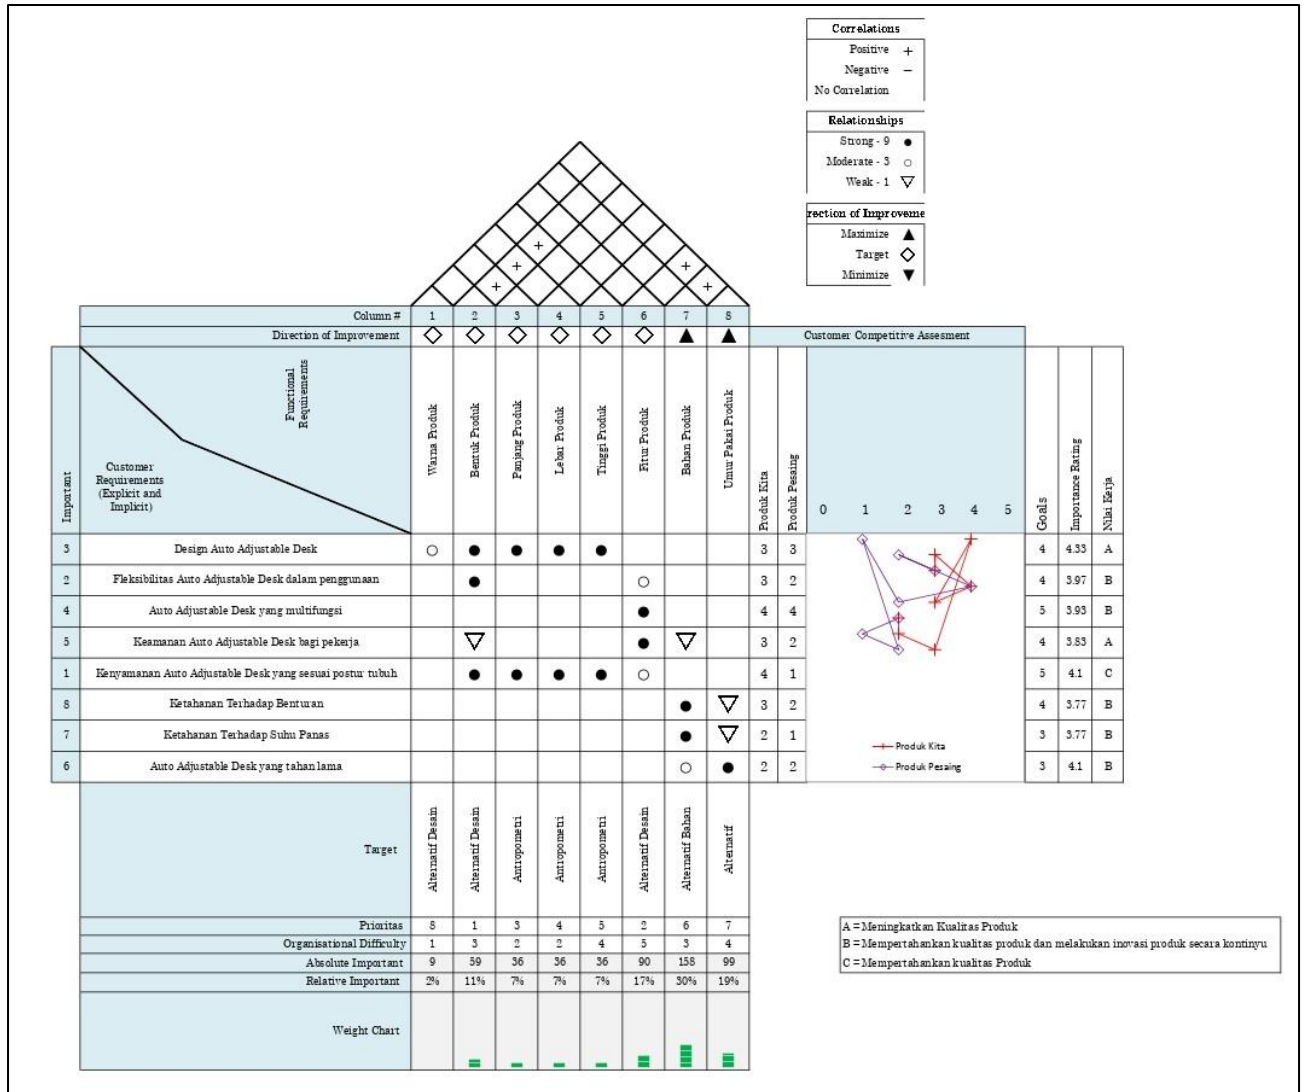 Correlations
Positive +
Negative −
No Correlation
Relationships
Strong - 9 ●
Moderate - 3 ○
Weak - 1 ▽
rection of Improveme
Maximize ▲
Target ◇
Minimize ▼
+
+ +
+ +
Column # 1 2 3 4 5 6 7 8
Direction of Improvement ◇ ◇ ◇ ◇ ◇ ◇ ▲ ▲ Customer Competitive Assesment
Functional
Requirements
Customer
Requirements
(Explicit and
Implicit)
Important
Warna Produk
Bentuk Produk
Panjang Produk
Lebar Produk
Tinggi Produk
Fitur Produk
Bahan Produk
Umur Pakai Produk
Produk Kita
Produk Pesaing
0 1 2 3 4 5
Goals
Importance Rating
Nilai Kerja
3 Design Auto Adjustable Desk ○ ● ● ● ● 3 3 4 4.33 A
2 Fleksibilitas Auto Adjustable Desk dalam penggunaan ● ○ 3 2 4 3.97 B
4 Auto Adjustable Desk yang multifungsi ● 4 4 5 3.93 B
5 Keamanan Auto Adjustable Desk bagi pekerja ▽ ● ▽ 3 2 4 3.83 A
1 Kenyamanan Auto Adjustable Desk yang sesuai postur tubuh ● ● ● ● ○ 4 1 5 4.1 C
8 Ketahanan Terhadap Benturan ● ▽ 3 2 4 3.77 B
7 Ketahanan Terhadap Suhu Panas ● ▽ 2 1 3 3.77 B
6 Auto Adjustable Desk yang tahan lama ○ ● 2 2 3 4.1 B
Produk Kita
Produk Pesaing
Target
Alternatif Desain
Alternatif Desain
Antropometri
Antropometri
Antropometri
Alternatif Desain
Alternatif Bahan
Alternatif
Prioritas 8 1 3 4 5 2 6 7
Organisational Difficulty 1 3 2 2 4 5 3 4
Absolute Important 9 59 36 36 36 90 158 99
Relative Important 2% 11% 7% 7% 7% 17% 30% 19%
Weight Chart
A = Meningkatkan Kualitas Produk
B = Mempertahankan kualitas produk dan melakukan inovasi produk secara kontinyu
C = Mempertahankan kualitas Produk